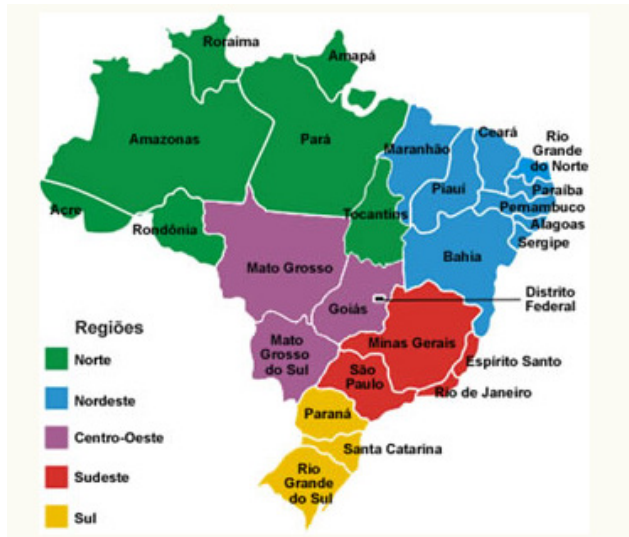 Roraima
Amapá
Amazonas
Pará
Maranhão
Ceará
Rio
Grande
do Norte
Piauí
Paraíba
Pernambuco
Acre
Rondônia
Tocantins
Alagoas
Sergipe
Bahia
Mato Grosso
Goiás
Distrito
Federal
Mato
Grosso
do Sul
Minas Gerais
Espírito Santo
São
Paulo
Rio de Janeiro
Paraná
Santa Catarina
Rio
Grande
do Sul
Regiões
Norte
Nordeste
Centro-Oeste
Sudeste
Sul